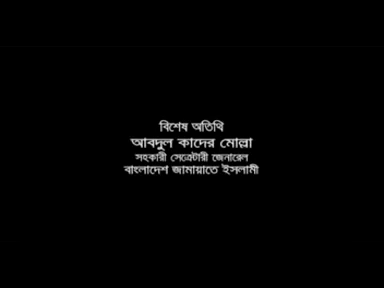 বিশেষ অতিথি
আবদুল কাদের মোল্লা
সহকারী সেক্রেটারী জেনারেল
বাংলাদেশ জামায়াতে ইসলামী